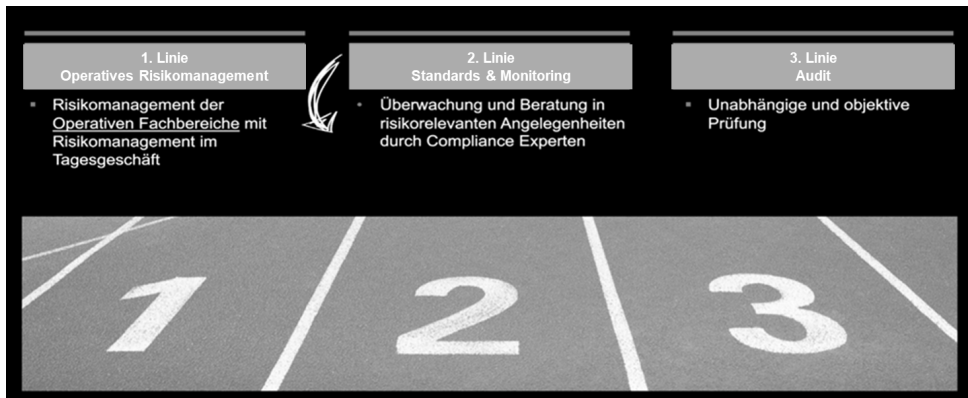 1. Linie
Operatives Risikomanagement
▪ Risikomanagement der
Operativen Fachbereiche mit
Risikomanagement im
Tagesgeschäft
2. Linie
Standards & Monitoring
• Überwachung und Beratung in
risikorelevanten Angelegenheiten
durch Compliance Experten
3. Linie
Audit
▪ Unabhängige und objektive
Prüfung
1 2 3